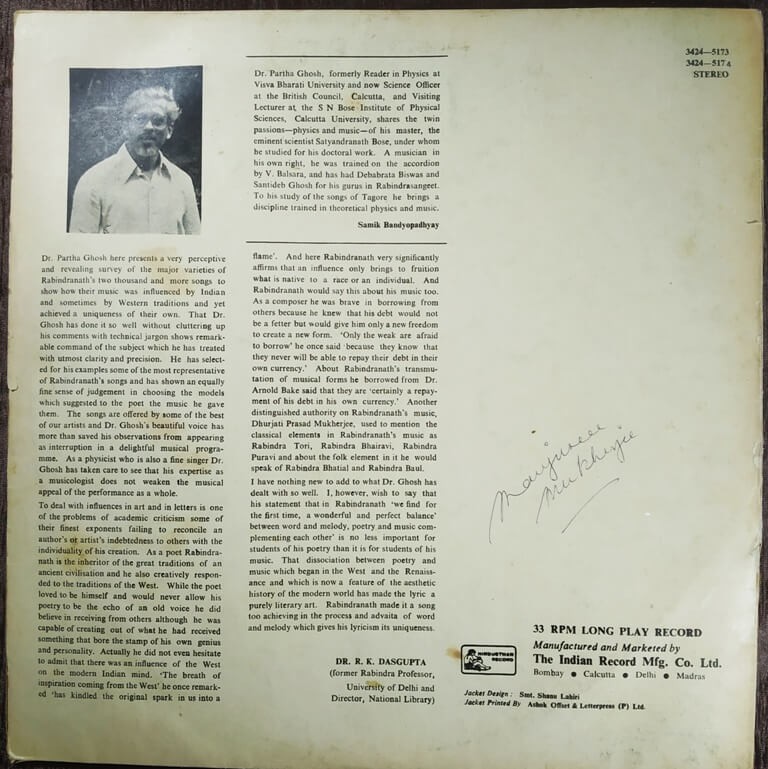 3424—5173
3424—5174
STEREO
Dr. Partha Ghosh, formerly Reader in Physics at
Visva Bharati University and now Science Officer
at the British Council, Calcutta, and Visiting
Lecturer at the S N Bose Institute of Physical
Sciences, Calcutta University, shares the twin
passions—physics and music—of his master, the
eminent scientist Satyandranath Bose, under whom
he studied for his doctoral work. A musician in
his own right, he was trained on the accordion
by V. Balsara, and has had Debabrata Biswas and
Santideb Ghosh for his gurus in Rabindrasangeet.
To his study of the songs of Tagore he brings a
discipline trained in theoretical physics and music.
Samik Bandyopadhyay
Dr. Partha Ghosh here presents a very perceptive
and revealing survey of the major varieties of
Rabindranath's two thousand and more songs to
show how their music was influenced by Indian
and sometimes by Western traditions and yet
achieved a uniqueness of their own. That Dr.
Ghosh has done it so well without cluttering up
his comments with technical jargon shows remark-
able command of the subject which he has treated
with utmost clarity and precision. He has select-
ed for his examples some of the most representative
of Rabindranath's songs and has shown an equally
fine sense of judgement in choosing the models
which suggested to the poet the music he gave
them. The songs are offered by some of the best
of our artists and Dr. Ghosh's beautiful voice has
more than saved his observations from appearing
as interruption in a delightful musical progra-
mme. As a physicist who is also a fine singer Dr.
Ghosh has taken care to see that his expertise as
a musicologist does not weaken the musical
appeal of the performance as a whole.
To deal with influences in art and in letters is one
of the problems of academic criticism some of
their finest exponents failing to reconcile an
author's or artist's indebtedness to others with the
individuality of his creation. As a poet Rabindra-
nath is the inheritor of the great traditions of an
ancient civilisation and he also creatively respon-
ded to the traditions of the West. While the poet
loved to be himself and would never allow his
poetry to be the echo of an old voice he did
believe in receiving from others although he was
capable of creating out of what he had received
something that bore the stamp of his own genius
and personality. Actually he did not even hesitate
to admit that there was an influence of the West
on the modern Indian mind. 'The breath of
inspiration coming from the West' he once remark-
ed 'has kindled the original spark in us into a
flame'. And here Rabindranath very significantly
affirms that an influence only brings to fruition
what is native to a race or an individual. And
Rabindranath would say this about his music too.
As a composer he was brave in borrowing from
others because he knew that his debt would not
be a fetter but would give him only a new freedom
to create a new form. 'Only the weak are afraid
to borrow' he once said 'because they know that
they never will be able to repay their debt in their
own currency.' About Rabindranath's transmu-
tation of musical forms he borrowed from Dr.
Arnold Bake said that they are 'certainly a repay-
ment of his debt in his own currency.' Another
distinguished authority on Rabindranath's music,
Dhurjati Prasad Mukherjee, used to mention the
classical elements in Rabindranath's music as
Rabindra Tori, Rabindra Bhairavi, Rabindra
Puravi and about the folk element in it he would
speak of Rabindra Bhatial and Rabindra Baul.
I have nothing new to add to what Dr. Ghosh has
dealt with so well. I, however, wish to say that
his statement that in Rabindranath 'we find for
the first time, a wonderful and perfect balance'
between word and melody, poetry and music com-
plementing each other' is no less important for
students of his poetry than it is for students of his
music. That dissociation between poetry and
music which began in the West and the Renaiss-
ance and which is now a feature of the aesthetic
history of the modern world has made the lyric a
purely literary art. Rabindranath made it a song
too achieving in the process and advaita of word
and melody which gives his lyricism its uniqueness.
DR. R. K. DASGUPTA
(former Rabindra Professor,
University of Delhi and
Director, National Library)
Manjusree
Mukherjee
33 RPM LONG PLAY RECORD
HINDUSTHAN
RECORD
Manufactured and Marketed by
The Indian Record Mfg. Co. Ltd.
Bombay ● Calcutta ● Delhi ● Madras
Jacket Design : Smt. Shanu Lahiri
Jacket Printed By Ashok Offset & Letterpress (P) Ltd.